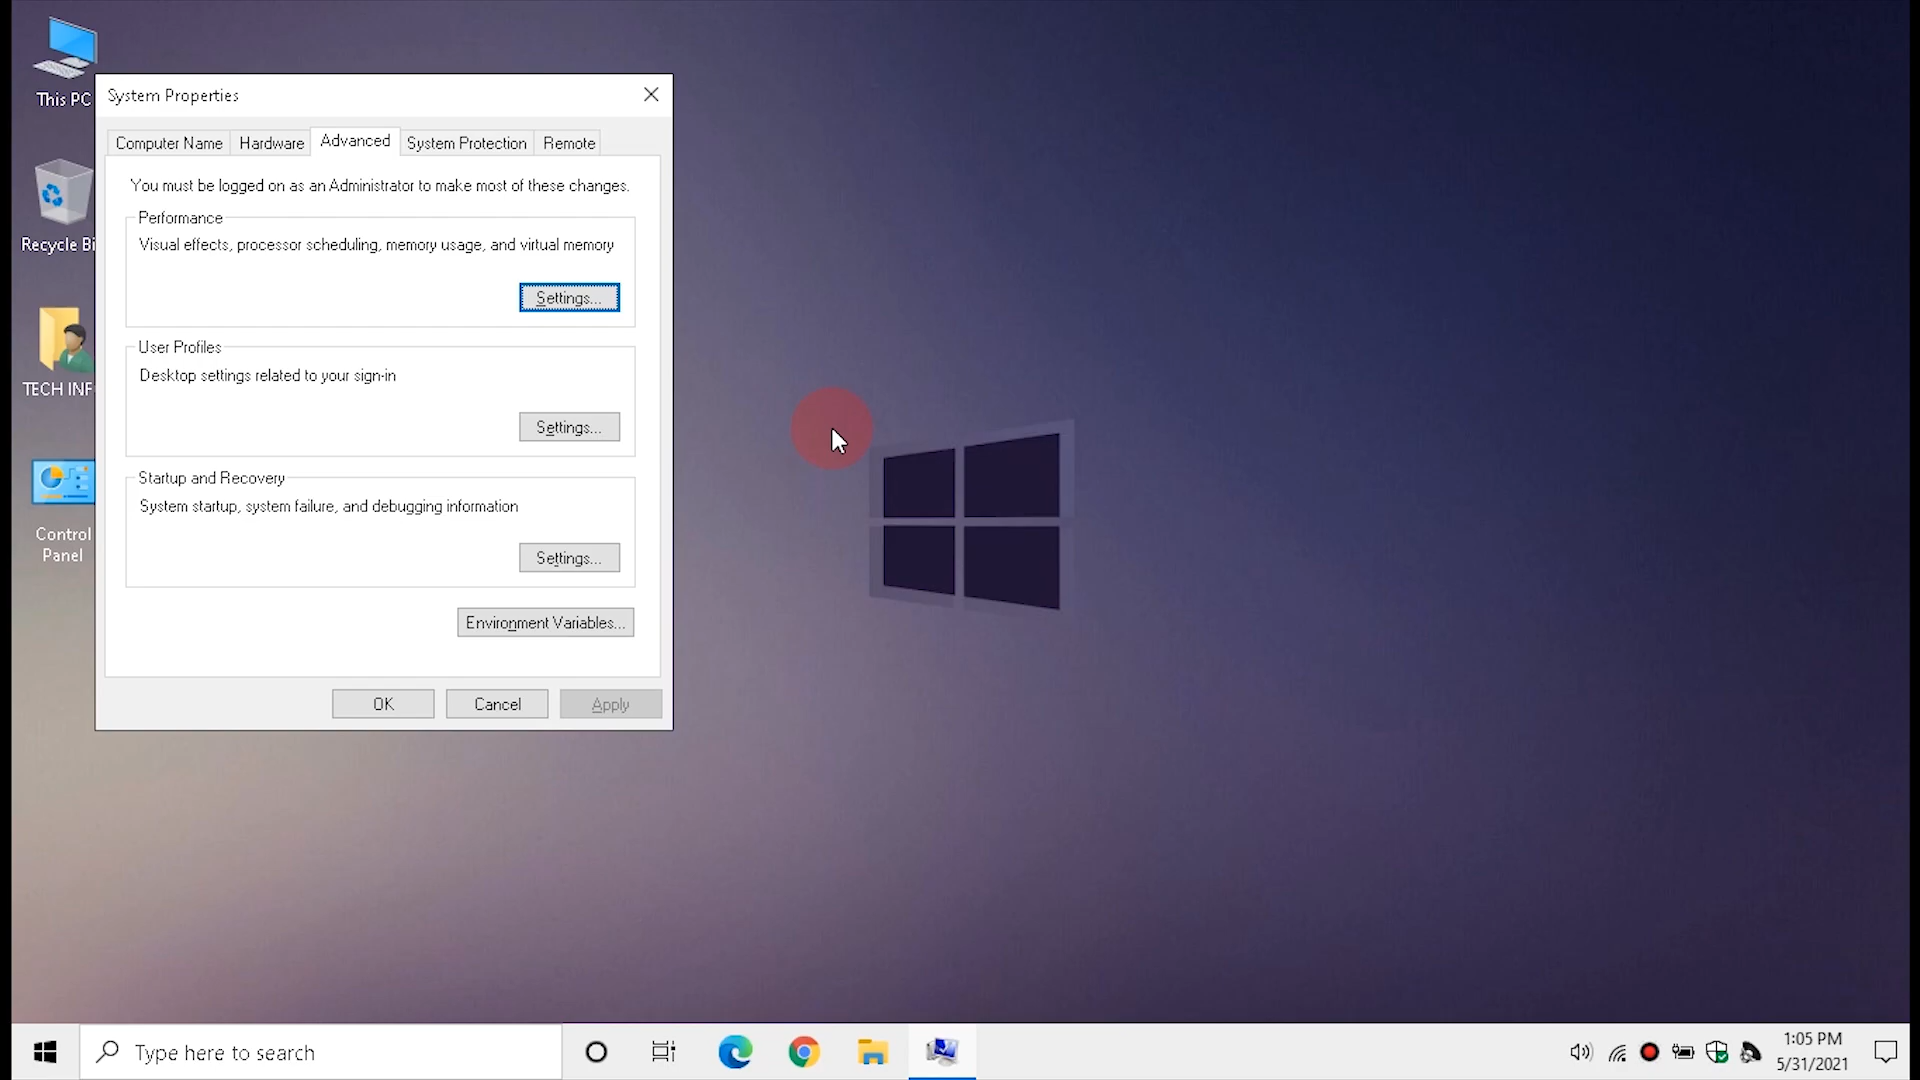 This PC
Recycle Bi
TECH INF
Control
Panel
System Properties
Computer Name
Hardware
Advanced
System Protection
Remote
You must be logged on as an Administrator to make most of these changes.
Performance
Visual effects, processor scheduling, memory usage, and virtual memory
Settings...
User Profiles
Desktop settings related to your sign-in
Settings...
Startup and Recovery
System startup, system failure, and debugging information
Settings...
Environment Variables...
OK
Cancel
Apply
Type here to search
1:05 PM
5/31/2021